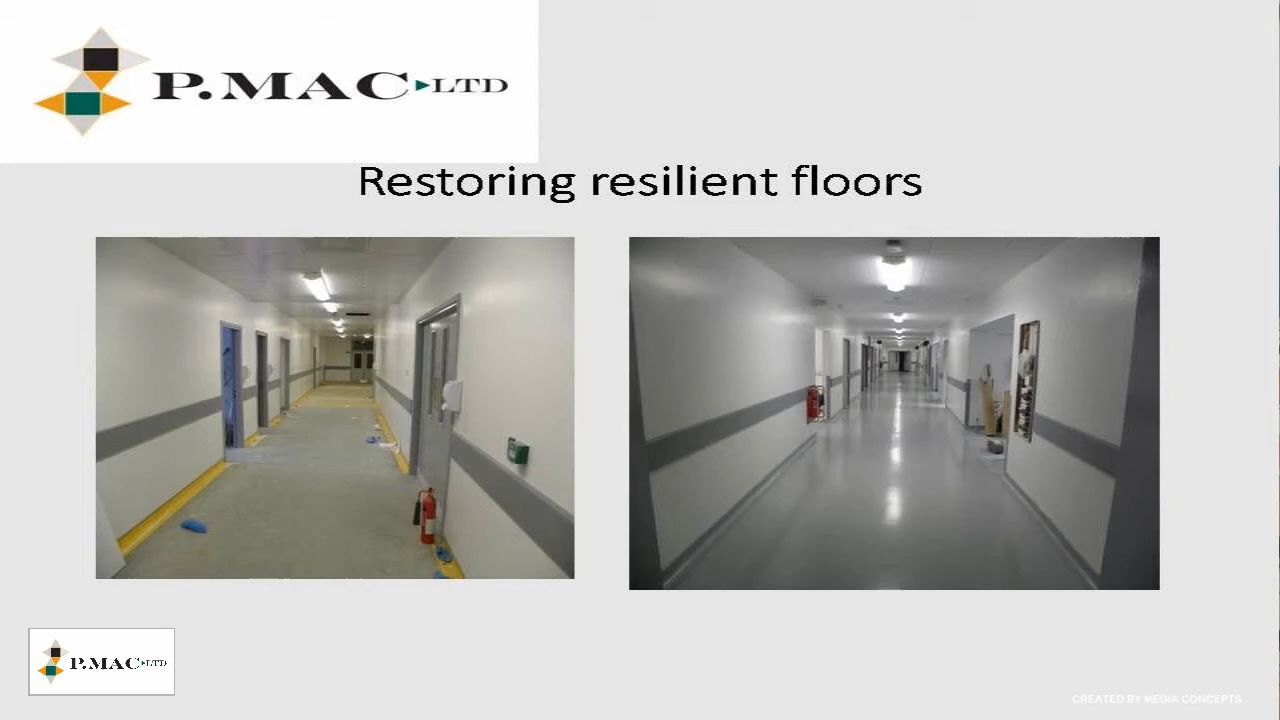 P.MAC LTD
Restoring resilient floors
P.MAC LTD
CREATED BY MEDIA CONCEPTS